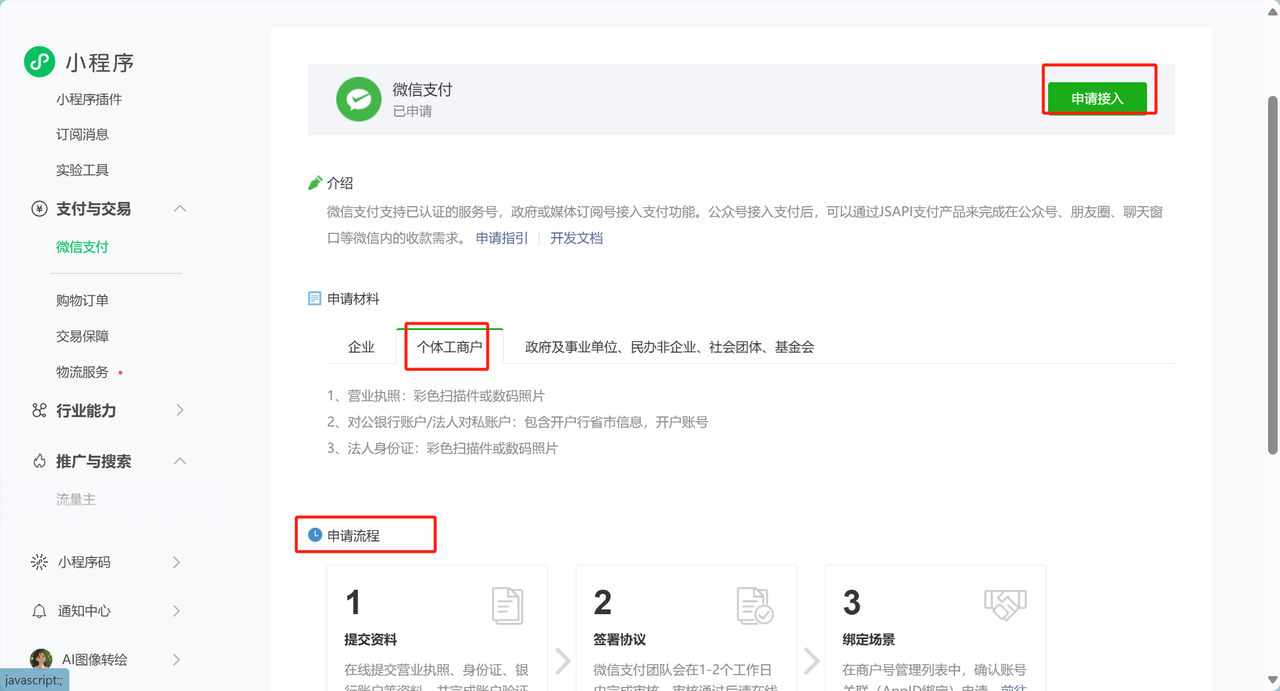 小程序
小程序插件
订阅消息
实验工具
支付与交易
微信支付
购物订单
交易保障
物流服务
行业能力
推广与搜索
流量主
小程序码
通知中心
AI图像转绘
javascript:;
微信支付
已申请
申请接入
介绍
微信支付支持已认证的服务号，政府或媒体订阅号接入支付功能。公众号接入支付后，可以通过JSAPI支付产品来完成在公众号、朋友圈、聊天窗
口等微信内的收款需求。 申请指引 | 开发文档
申请材料
企业 个体工商户 政府及事业单位、民办非企业、社会团体、基金会
1、营业执照：彩色扫描件或数码照片
2、对公银行账户/法人对私账户：包含开户行省市信息，开户账号
3、法人身份证：彩色扫描件或数码照片
申请流程
1
提交资料
在线提交营业执照、身份证、银
行账户等资料，并完成账户验证
2
签署协议
微信支付团队会在1-2个工作日
内完成审核，审核通过后请在线
3
绑定场景
在商户号管理列表中，确认账号
关联（AppID绑定）申请，前往